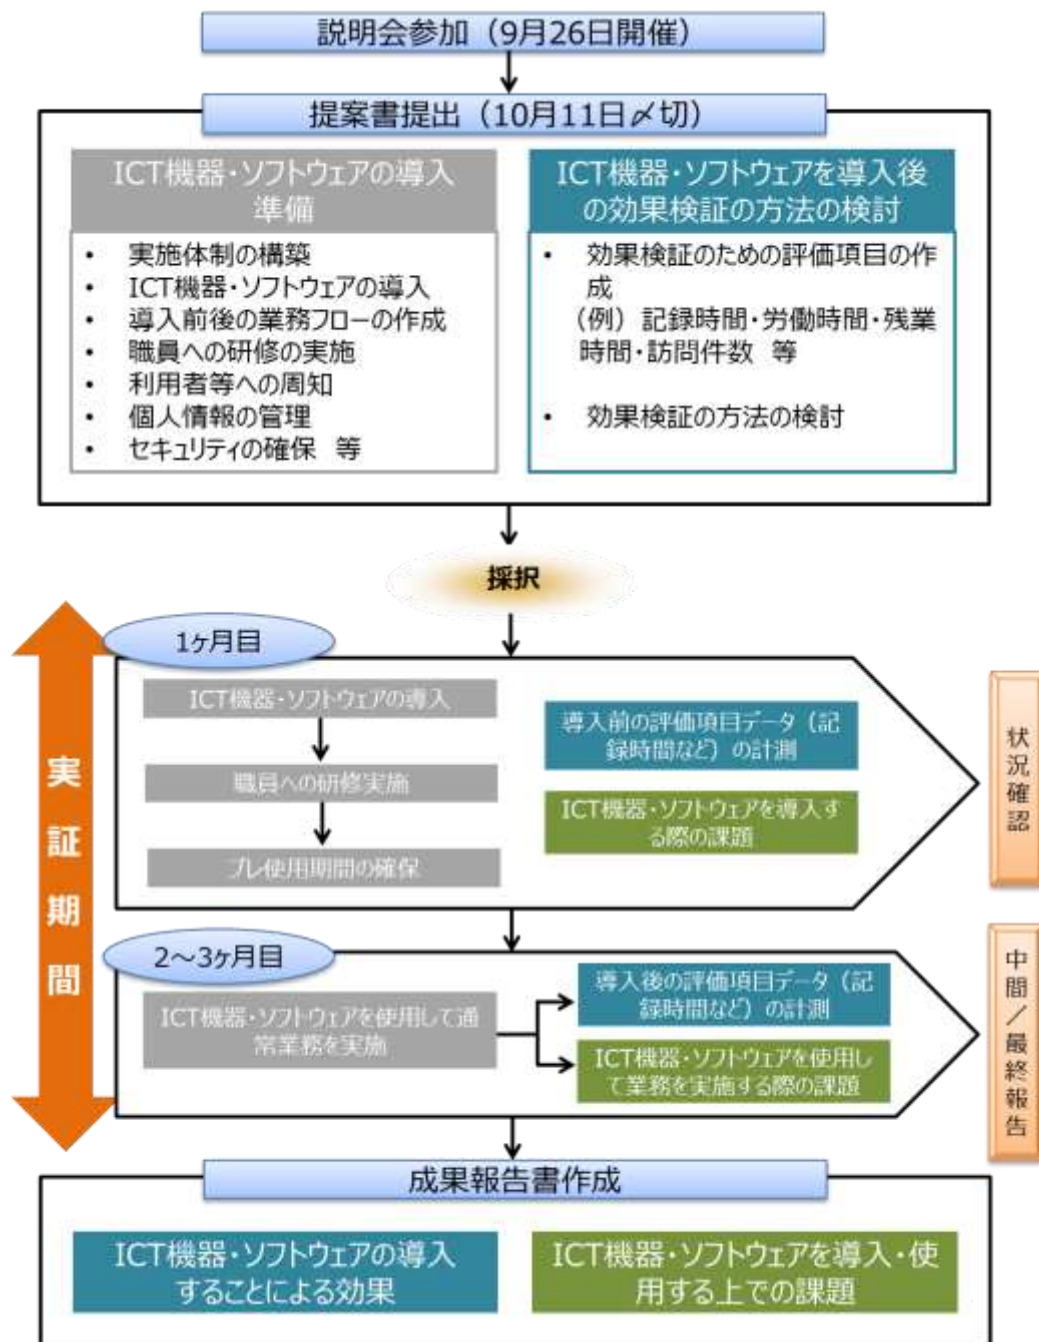 説明会参加（9月26日開催）
提案書提出（10月11日〆切）
ICT機器・ソフトウェアの導入
準備
・ 実施体制の構築
・ ICT機器・ソフトウェアの導入
・ 導入前後の業務フローの作成
・ 職員への研修の実施
・ 利用者等への周知
・ 個人情報の管理
・ セキュリティの確保 等
ICT機器・ソフトウェアを導入後
の効果検証の方法の検討
・ 効果検証のための評価項目の作
成
（例）記録時間・労働時間・残業
時間・訪問件数 等
・ 効果検証の方法の検討
採択
実証期間
1ヶ月目
ICT機器・ソフトウェアの導入
職員への研修実施
プレ使用期間の確保
導入前の評価項目データ（記
録時間など）の計測
ICT機器・ソフトウェアを導入す
る際の課題
状況確認
2～3ヶ月目
ICT機器・ソフトウェアを使用して通
常業務を実施
導入後の評価項目データ（記
録時間など）の計測
ICT機器・ソフトウェアを使用し
て業務を実施する際の課題
中間／最終報告
成果報告書作成
ICT機器・ソフトウェアの導入
することによる効果
ICT機器・ソフトウェアを導入・使
用する上での課題